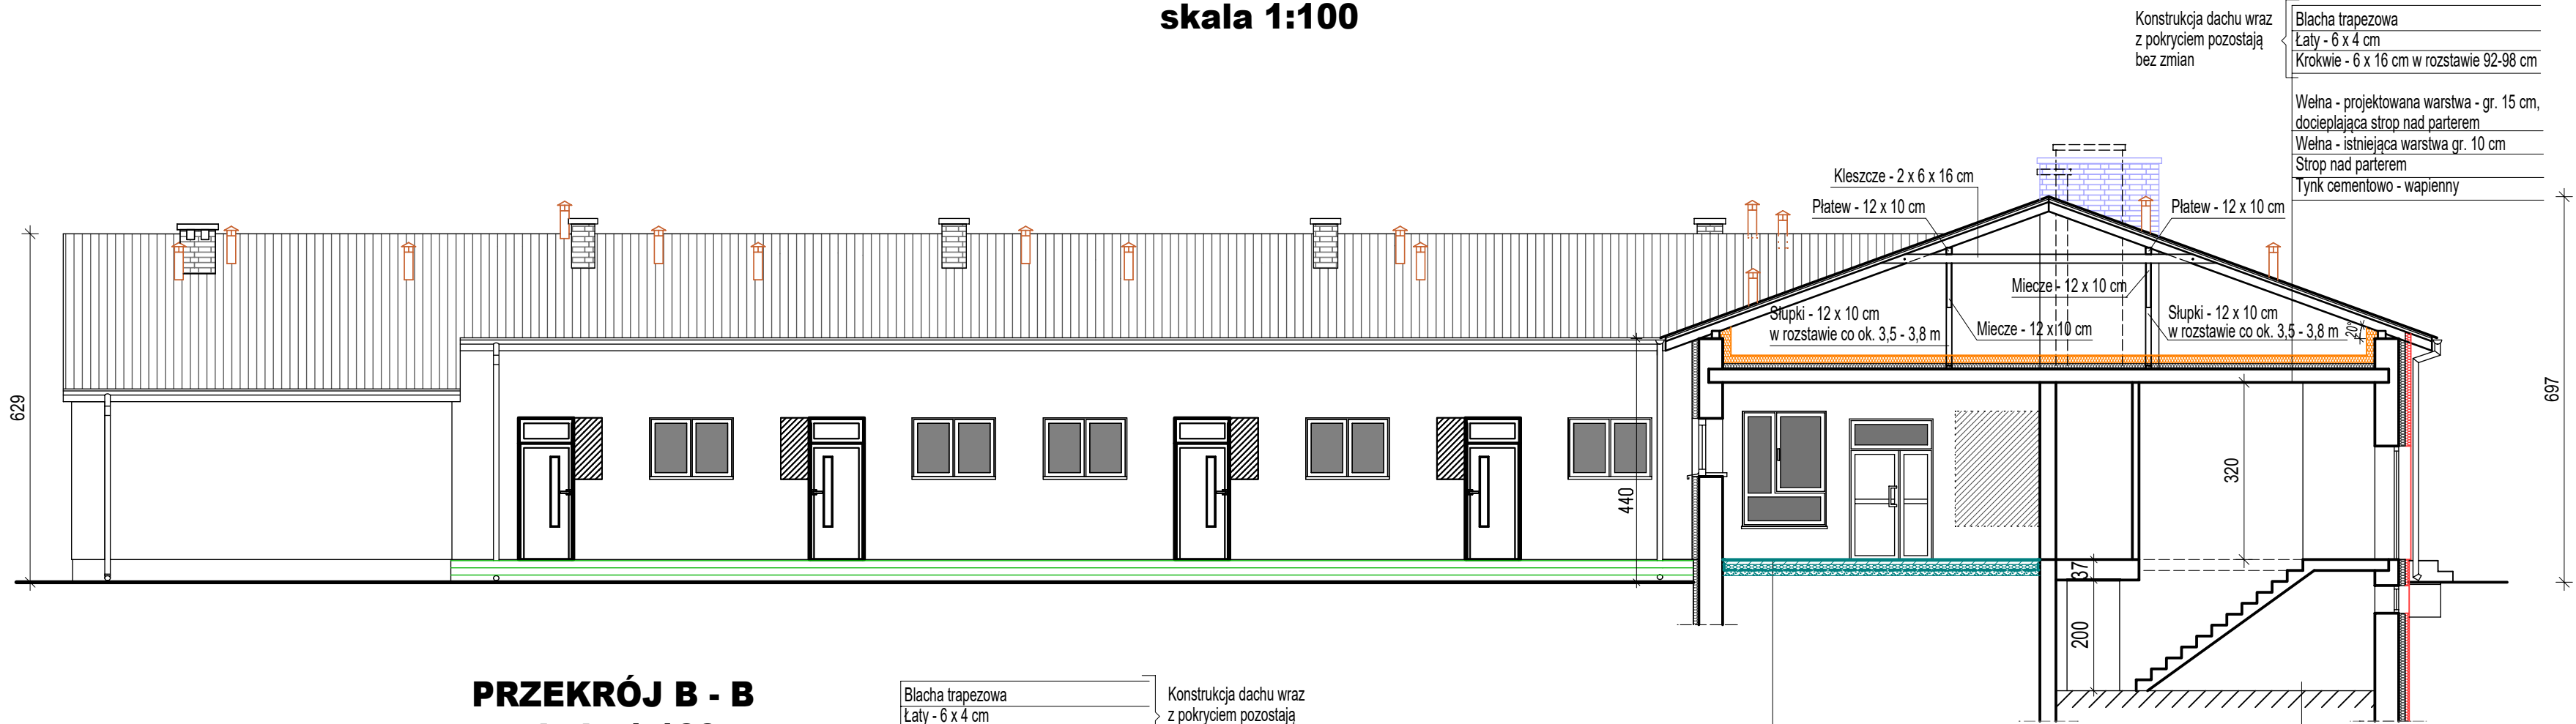 skala 1:100
Konstrukcja dachu wraz
z pokryciem pozostają
bez zmian
Blacha trapezowa
Łaty - 6 x 4 cm
Krokwie - 6 x 16 cm w rozstawie 92-98 cm
Wełna - projektowana warstwa - gr. 15 cm,
docieplająca strop nad parterem
Wełna - istniejąca warstwa gr. 10 cm
Strop nad parterem
Tynk cementowo - wapienny
Kleszcze - 2 x 6 x 16 cm
Płatew - 12 x 10 cm
Płatew - 12 x 10 cm
Miecze - 12 x 10 cm
Słupki - 12 x 10 cm
w rozstawie co ok. 3,5 - 3,8 m
Miecze - 12 x 10 cm
Słupki - 12 x 10 cm
w rozstawie co ok. 3,5 - 3,8 m
20°
629
697
440
320
37
200
PRZEKRÓJ B - B
Blacha trapezowa
Łaty - 6 x 4 cm
Konstrukcja dachu wraz
z pokryciem pozostają